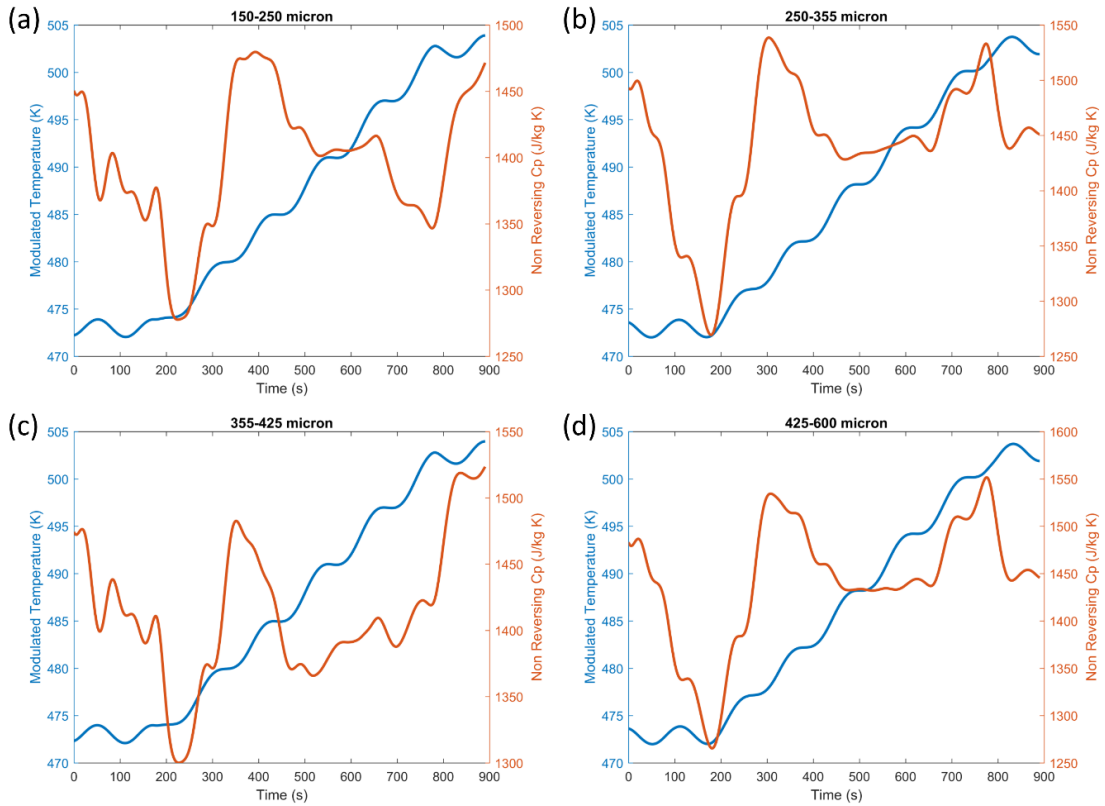 (a)
150-250 micron
Modulated Temperature (K)
505
500
495
490
485
480
475
470
Non Reversing Cp (J/kg K)
1500
1450
1400
1350
1300
1250
0 100 200 300 400 500 600 700 800 900
Time (s)
(b)
250-355 micron
Modulated Temperature (K)
505
500
495
490
485
480
475
470
Non Reversing Cp (J/kg K)
1550
1500
1450
1400
1350
1300
1250
0 100 200 300 400 500 600 700 800 900
Time (s)
(c)
355-425 micron
Modulated Temperature (K)
505
500
495
490
485
480
475
470
Non Reversing Cp (J/kg K)
1550
1500
1450
1400
1350
1300
0 100 200 300 400 500 600 700 800 900
Time (s)
(d)
425-600 micron
Modulated Temperature (K)
505
500
495
490
485
480
475
470
Non Reversing Cp (J/kg K)
1600
1550
1500
1450
1400
1350
1300
1250
0 100 200 300 400 500 600 700 800 900
Time (s)